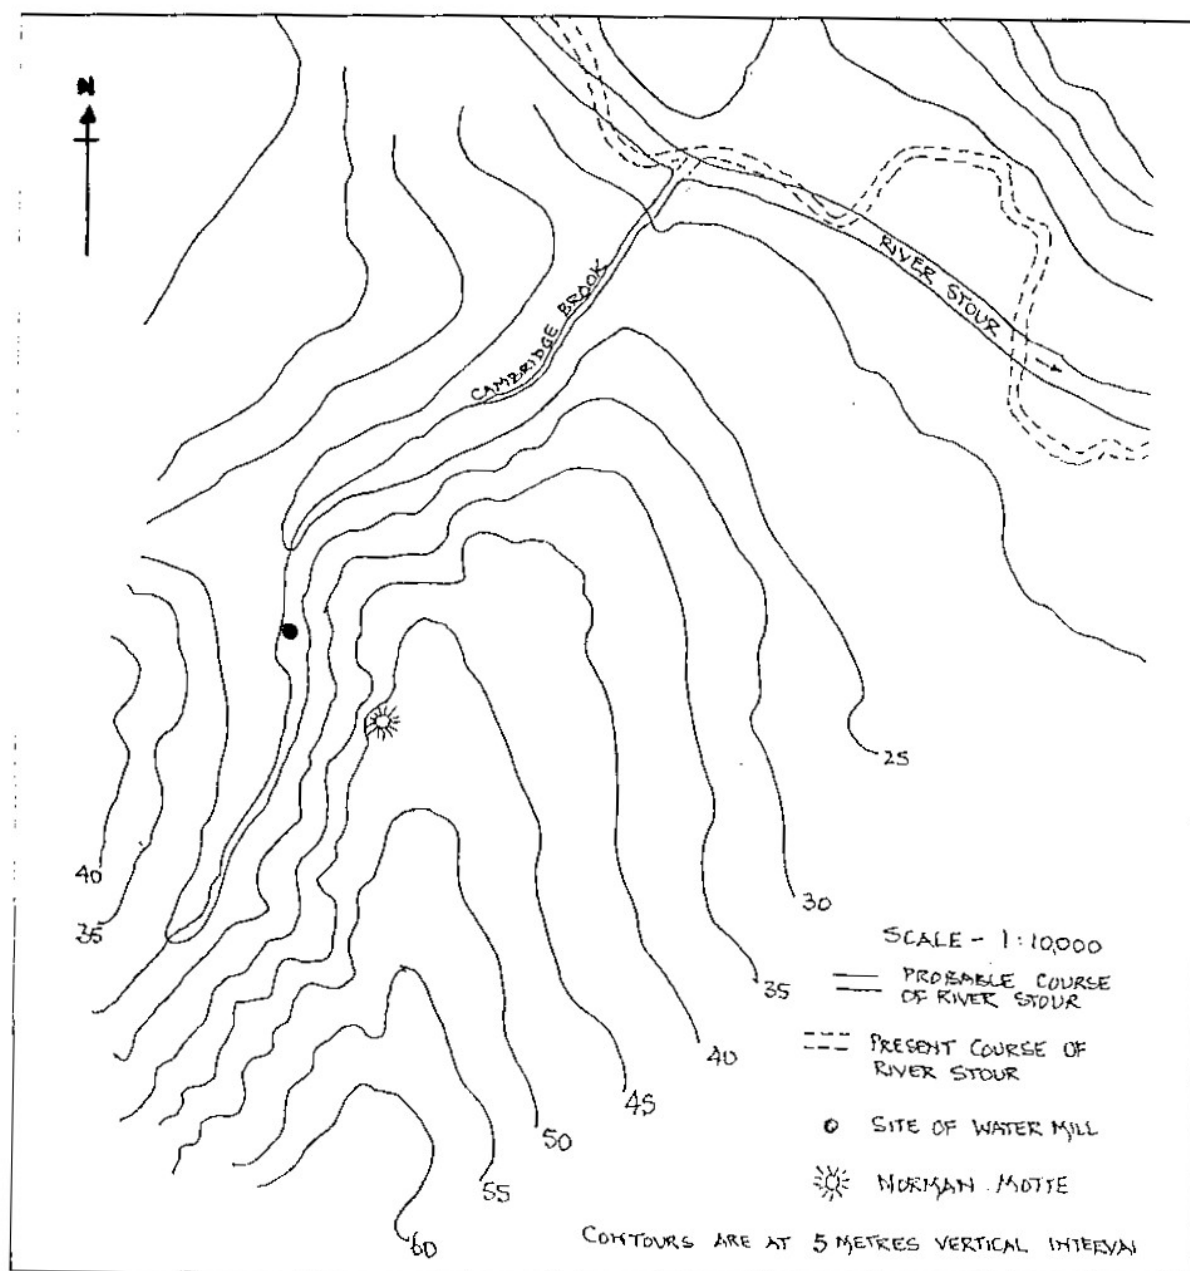 N
CAMBRIDGE BROOK
RIVER STOUR
25
40
35
30
35
40
45
50
55
60
SCALE - 1:10,000
PROBABLE COURSE
OF RIVER STOUR
PRESENT COURSE OF
RIVER STOUR
SITE OF WATER MILL
NORMAN MOTTE
CONTOURS ARE AT 5 METRES VERTICAL INTERVAl